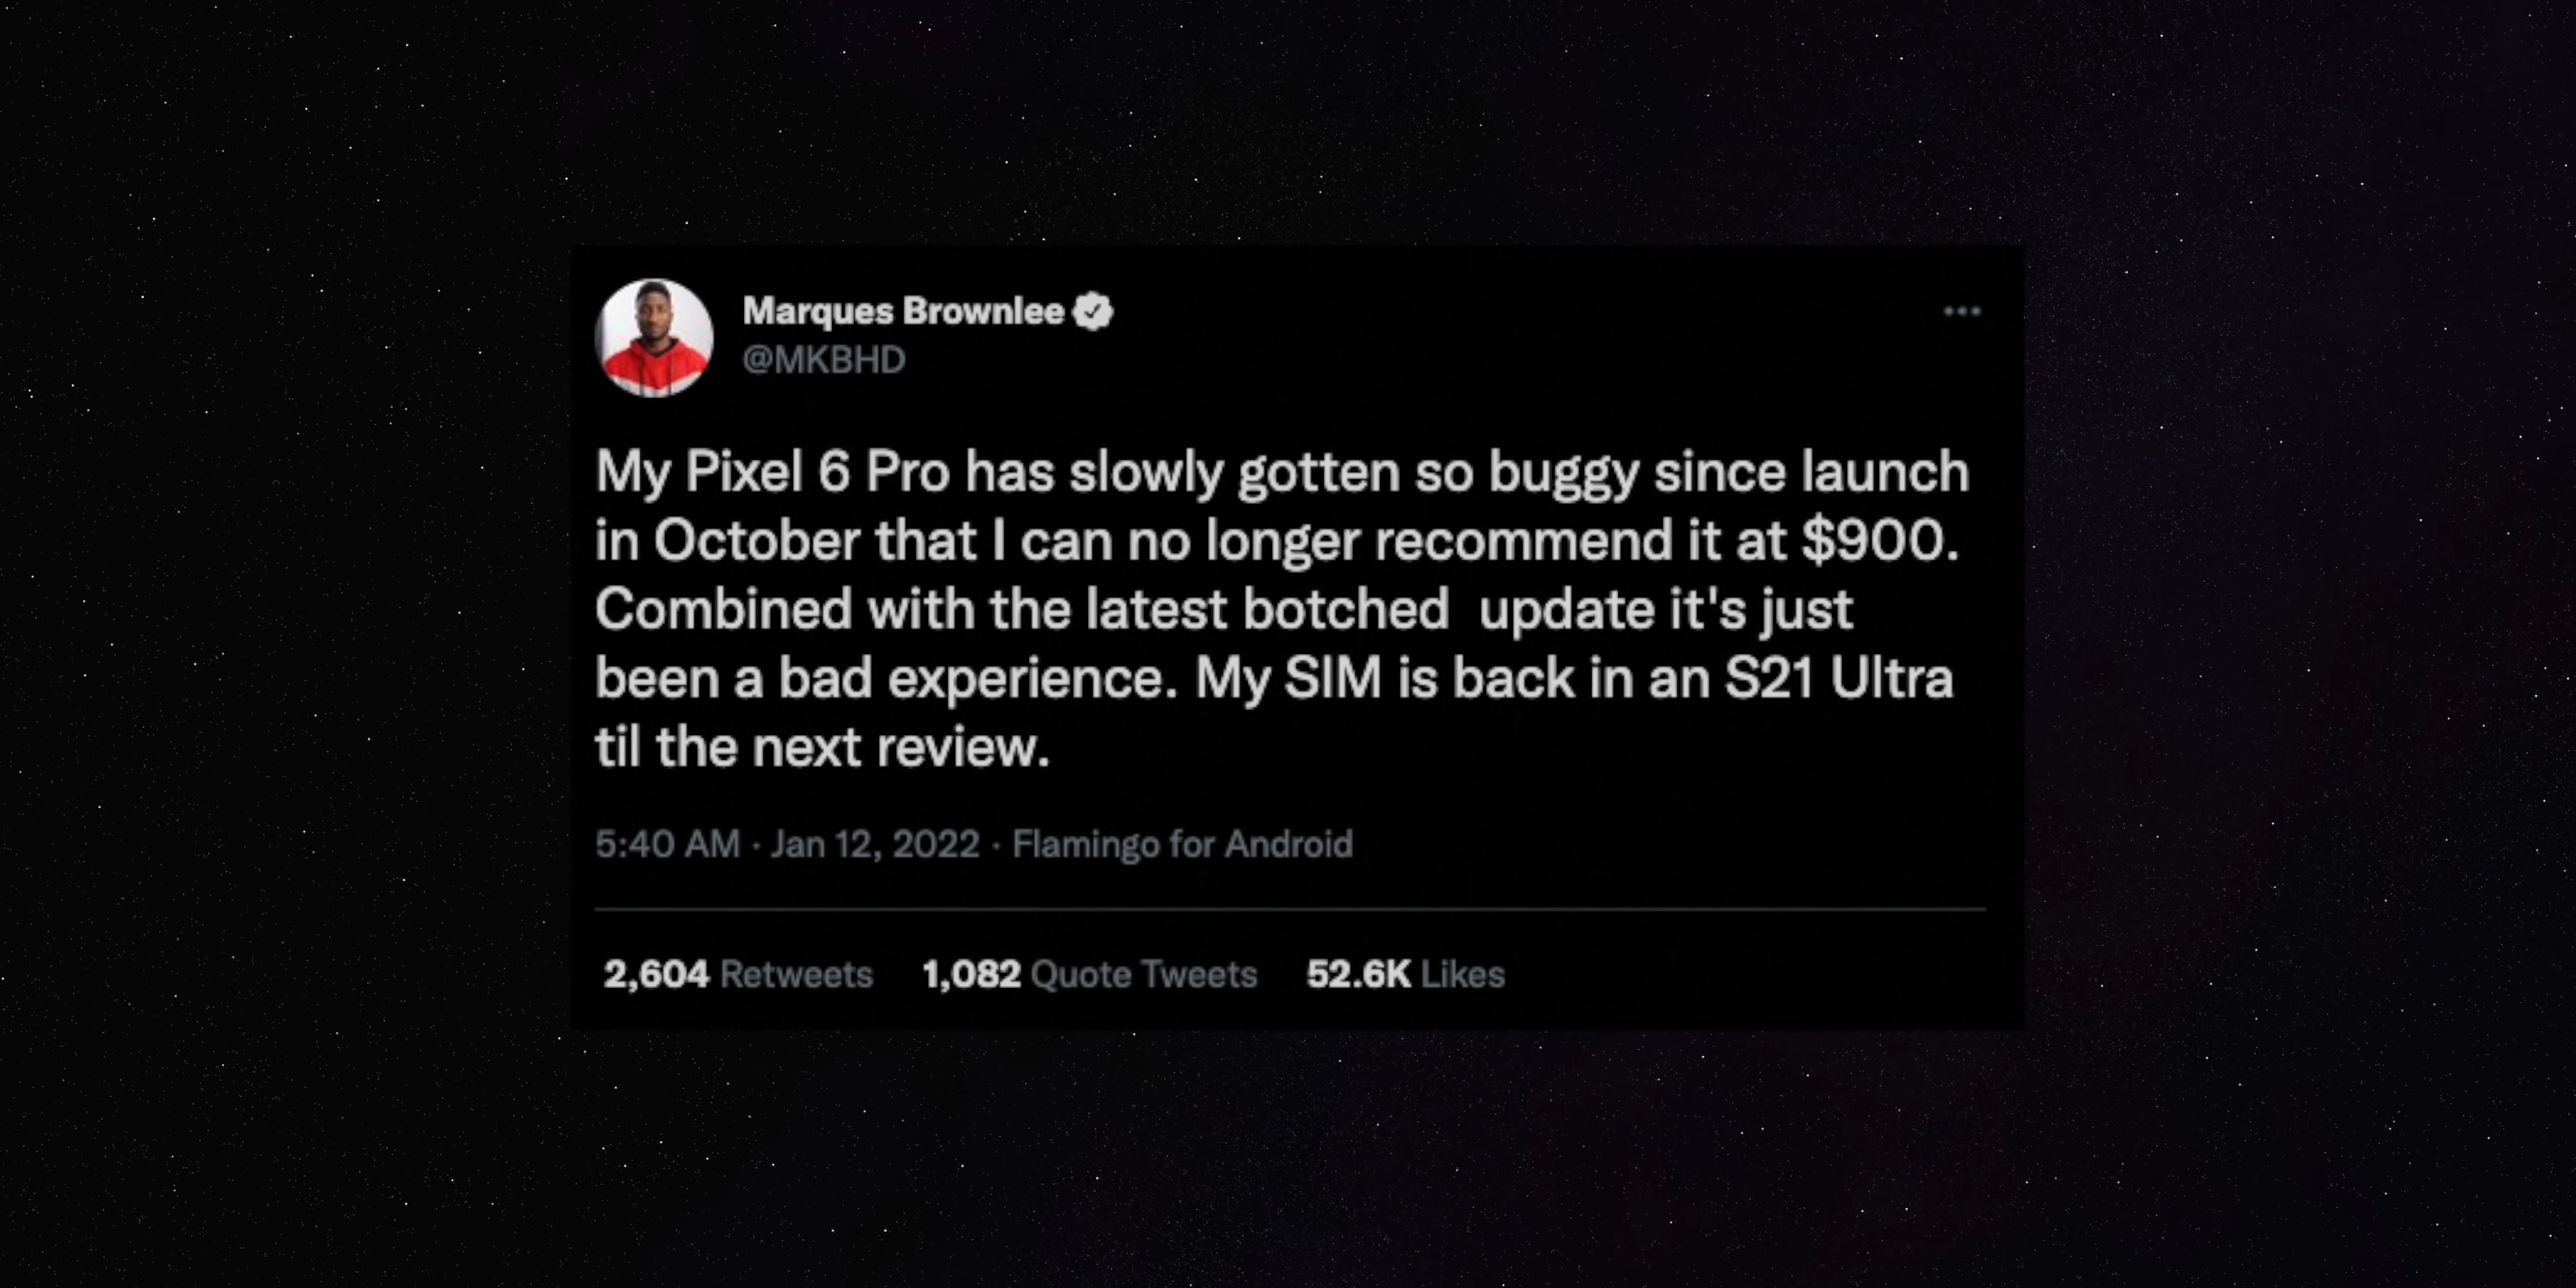 Marques Brownlee
@MKBHD
My Pixel 6 Pro has slowly gotten so buggy since launch
in October that I can no longer recommend it at $900.
Combined with the latest botched  update it's just
been a bad experience. My SIM is back in an S21 Ultra
til the next review.
5:40 AM · Jan 12, 2022 · Flamingo for Android
2,604 Retweets 1,082 Quote Tweets 52.6K Likes